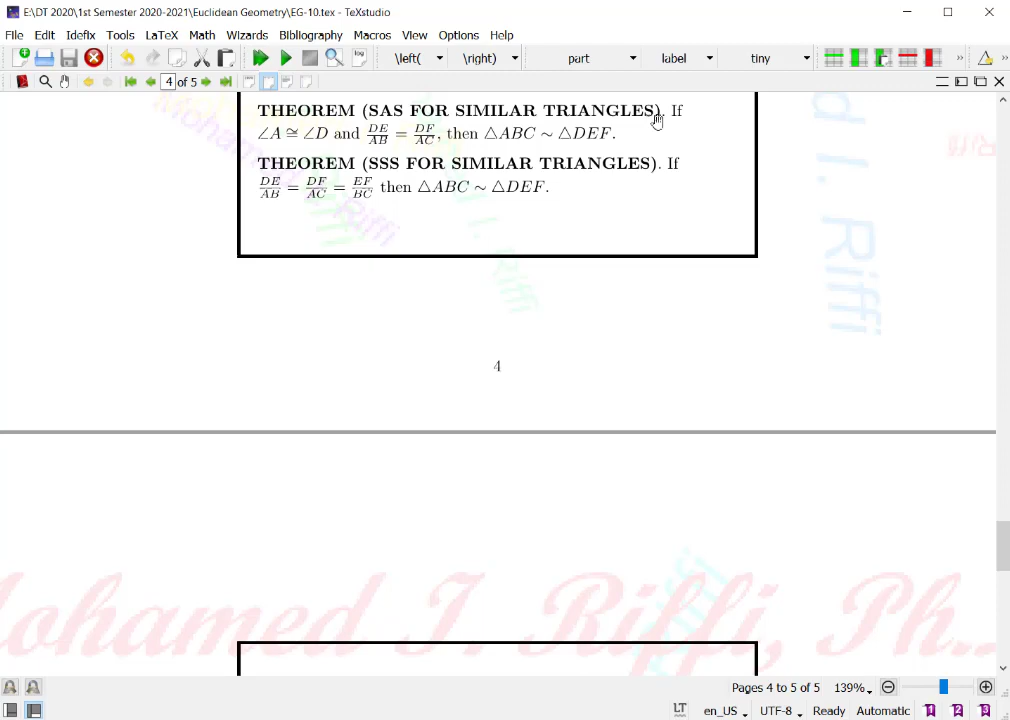 E:\DT 2020\1st Semester 2020-2021\Euclidean Geometry\EG-10.tex - TeXstudio
File Edit Idefix Tools LaTeX Math Wizards Bibliography Macros View Options Help
\left( \right) part label tiny
4 of 5
THEOREM (SAS FOR SIMILAR TRIANGLES). If
∠A ≅ ∠D and DE/AB = DF/AC, then △ABC ∼ △DEF.
THEOREM (SSS FOR SIMILAR TRIANGLES). If
DE/AB = DF/AC = EF/BC then △ABC ∼ △DEF.
4
Mohamed I Riffi, Ph..
Pages 4 to 5 of 5 139%
LT en_US UTF-8 Ready Automatic 1 2 3